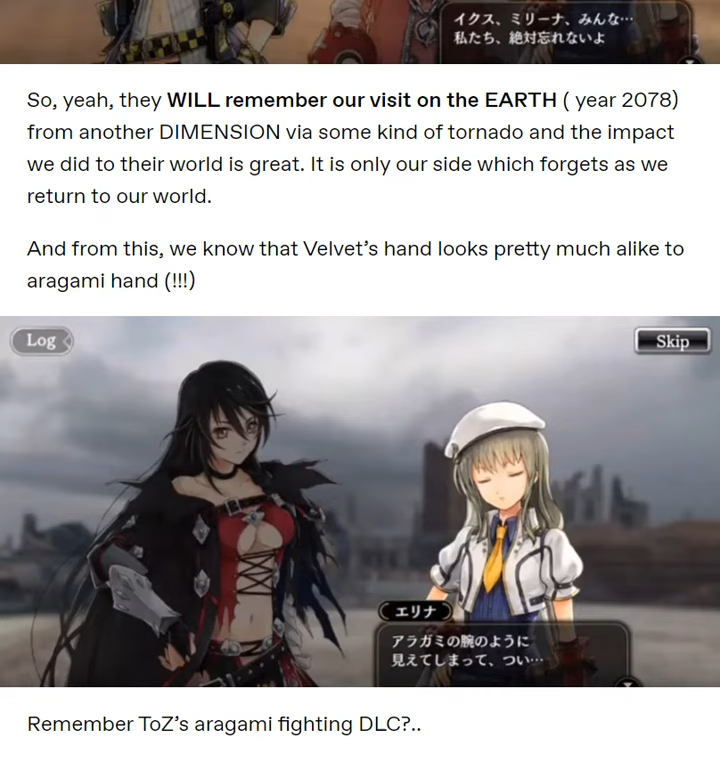 イクス、ミリーナ、みんな…
私たち、絶対忘れないよ
So, yeah, they WILL remember our visit on the EARTH ( year 2078)
from another DIMENSION via some kind of tornado and the impact
we did to their world is great. It is only our side which forgets as we
return to our world.
And from this, we know that Velvet’s hand looks pretty much alike to
aragami hand (!!!)
Log
Skip
エリナ
アラガミの腕のように
見えてしまって、つい…
Remember ToZ’s aragami fighting DLC?..